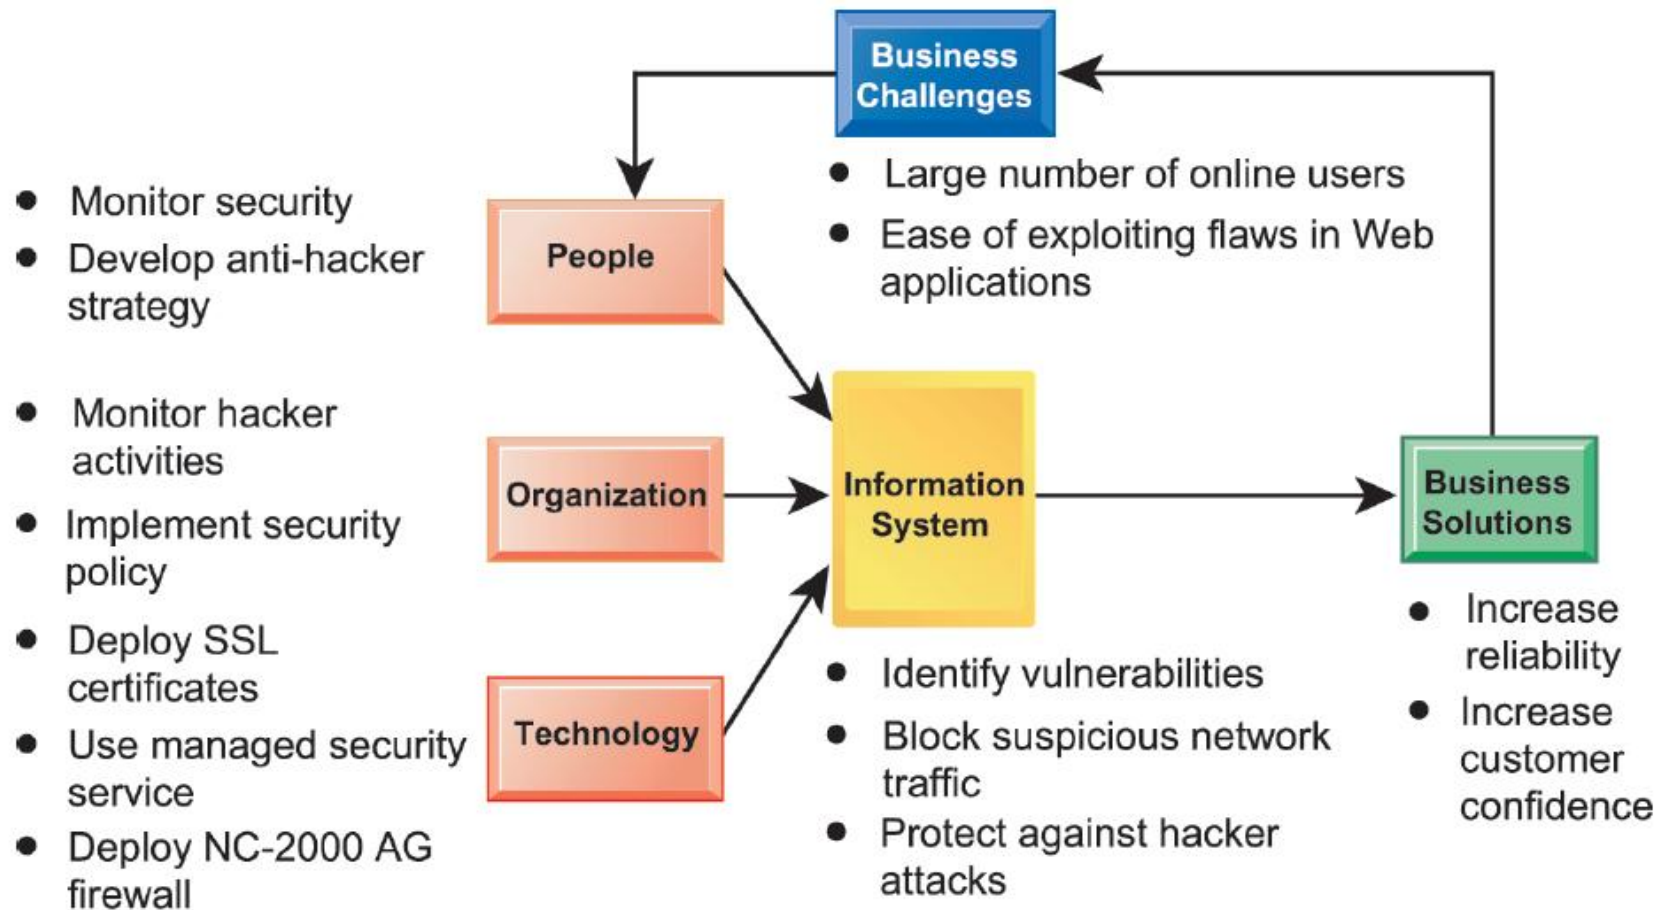 Business
Challenges
Large number of online users
Ease of exploiting flaws in Web
applications
Monitor security
Develop anti-hacker
strategy
People
Monitor hacker
activities
Implement security
policy
Organization
Deploy SSL
certificates
Use managed security
service
Deploy NC-2000 AG
firewall
Technology
Information
System
Identify vulnerabilities
Block suspicious network
traffic
Protect against hacker
attacks
Business
Solutions
Increase
reliability
Increase
customer
confidence